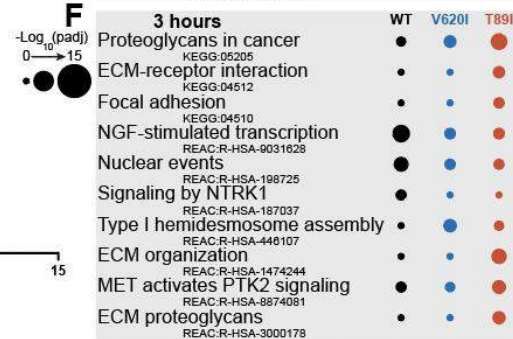 F
3 hours
WT V620I T89I
-Log10(padj)
0 15
Proteoglycans in cancer
KEGG:05205
ECM-receptor interaction
KEGG:04512
Focal adhesion
KEGG:04510
NGF-stimulated transcription
REAC:R-HSA-9031628
Nuclear events
REAC:R-HSA-198725
Signaling by NTRK1
REAC:R-HSA-187037
Type I hemidesmosome assembly
REAC:R-HSA-446107
ECM organization
REAC:R-HSA-1474244
15
MET activates PTK2 signaling
REAC:R-HSA-8874081
ECM proteoglycans
REAC:R-HSA-3000178